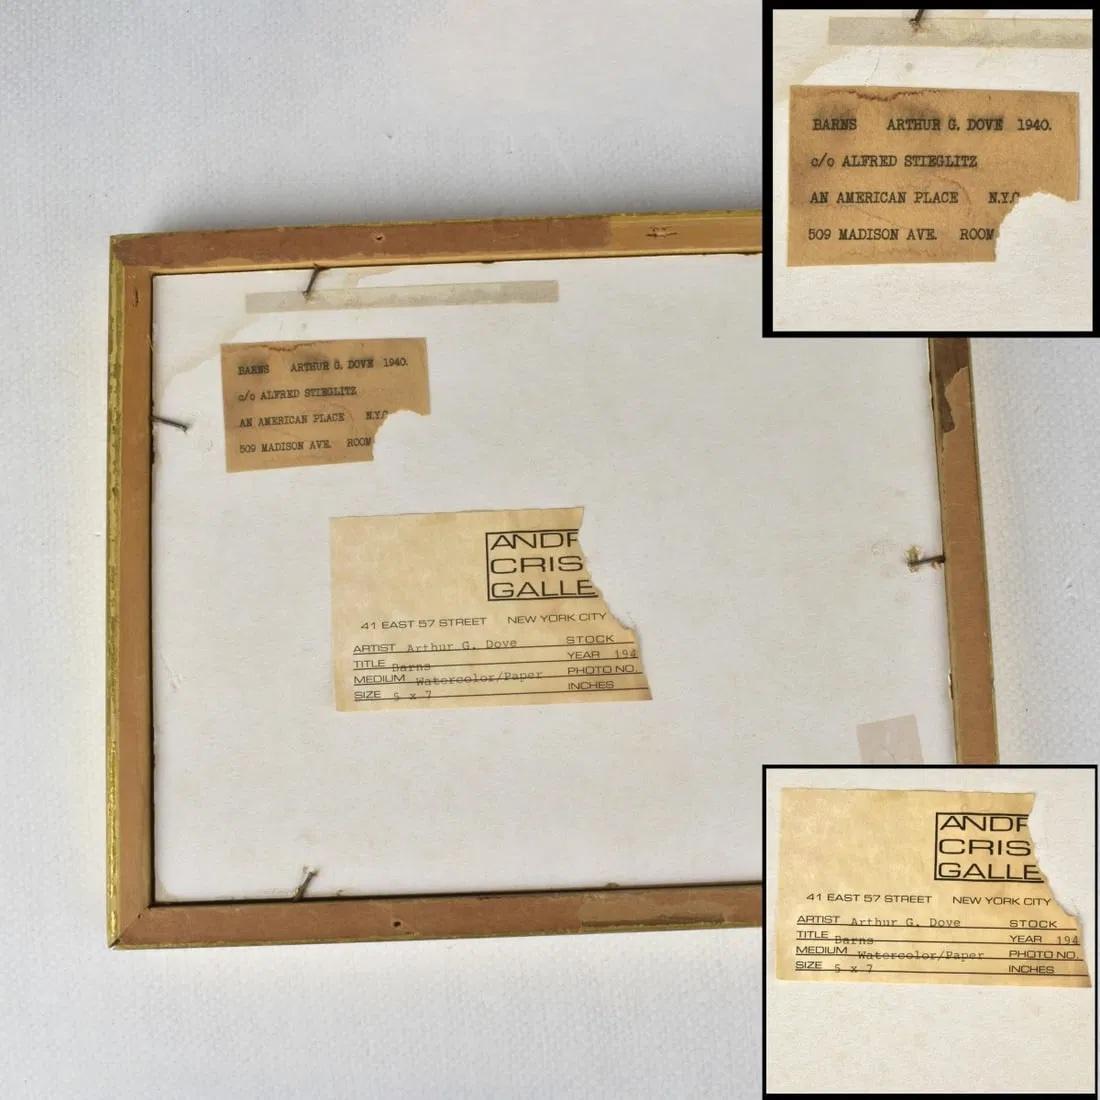 BARNS ARTHUR G. DOVE 1940.
c/o ALFRED STIEGLITZ
AN AMERICAN PLACE N.Y.C
509 MADISON AVE. ROOM
BARNS ARTHUR G. DOVE 1940.
c/o ALFRED STIEGLITZ
AN AMERICAN PLACE N.Y.C
509 MADISON AVE. ROOM
ANDR
CRIS
GALLE
41 EAST 57 STREET NEW YORK CITY
ARTIST Arthur G. Dove STOCK
TITLE Barns YEAR 194
MEDIUM Watercolor/Paper PHOTO NO.
SIZE 5 x 7 INCHES
ANDR
CRIS
GALLE
41 EAST 57 STREET NEW YORK CITY
ARTIST Arthur G. Dove STOCK
TITLE Barns YEAR 194
MEDIUM Watercolor/Paper PHOTO NO.
SIZE 5 x 7 INCHES